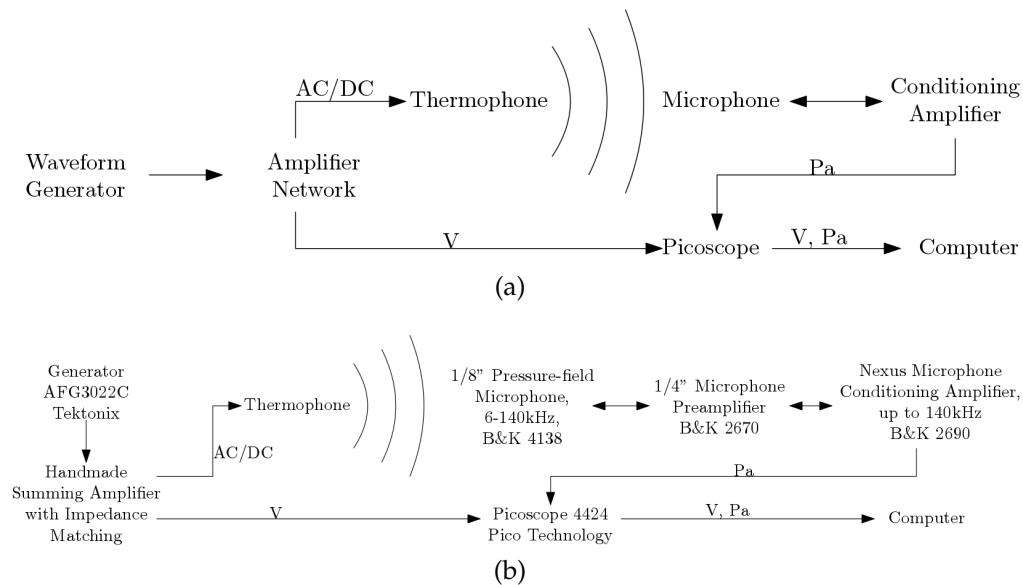 AC/DC
Thermophone
Microphone
Conditioning
Amplifier
Waveform
Generator
Amplifier
Network
Pa
V
Picoscope
V, Pa
Computer
(a)
Generator
AFG3022C
Tektonix
Thermophone
1/8" Pressure-field
Microphone,
6-140kHz,
B&K 4138
1/4" Microphone
Preamplifier
B&K 2670
Nexus Microphone
Conditioning Amplifier,
up to 140kHz
B&K 2690
AC/DC
Handmade
Summing Amplifier
with Impedance
Matching
Pa
V
Picoscope 4424
Pico Technology
V, Pa
Computer
(b)